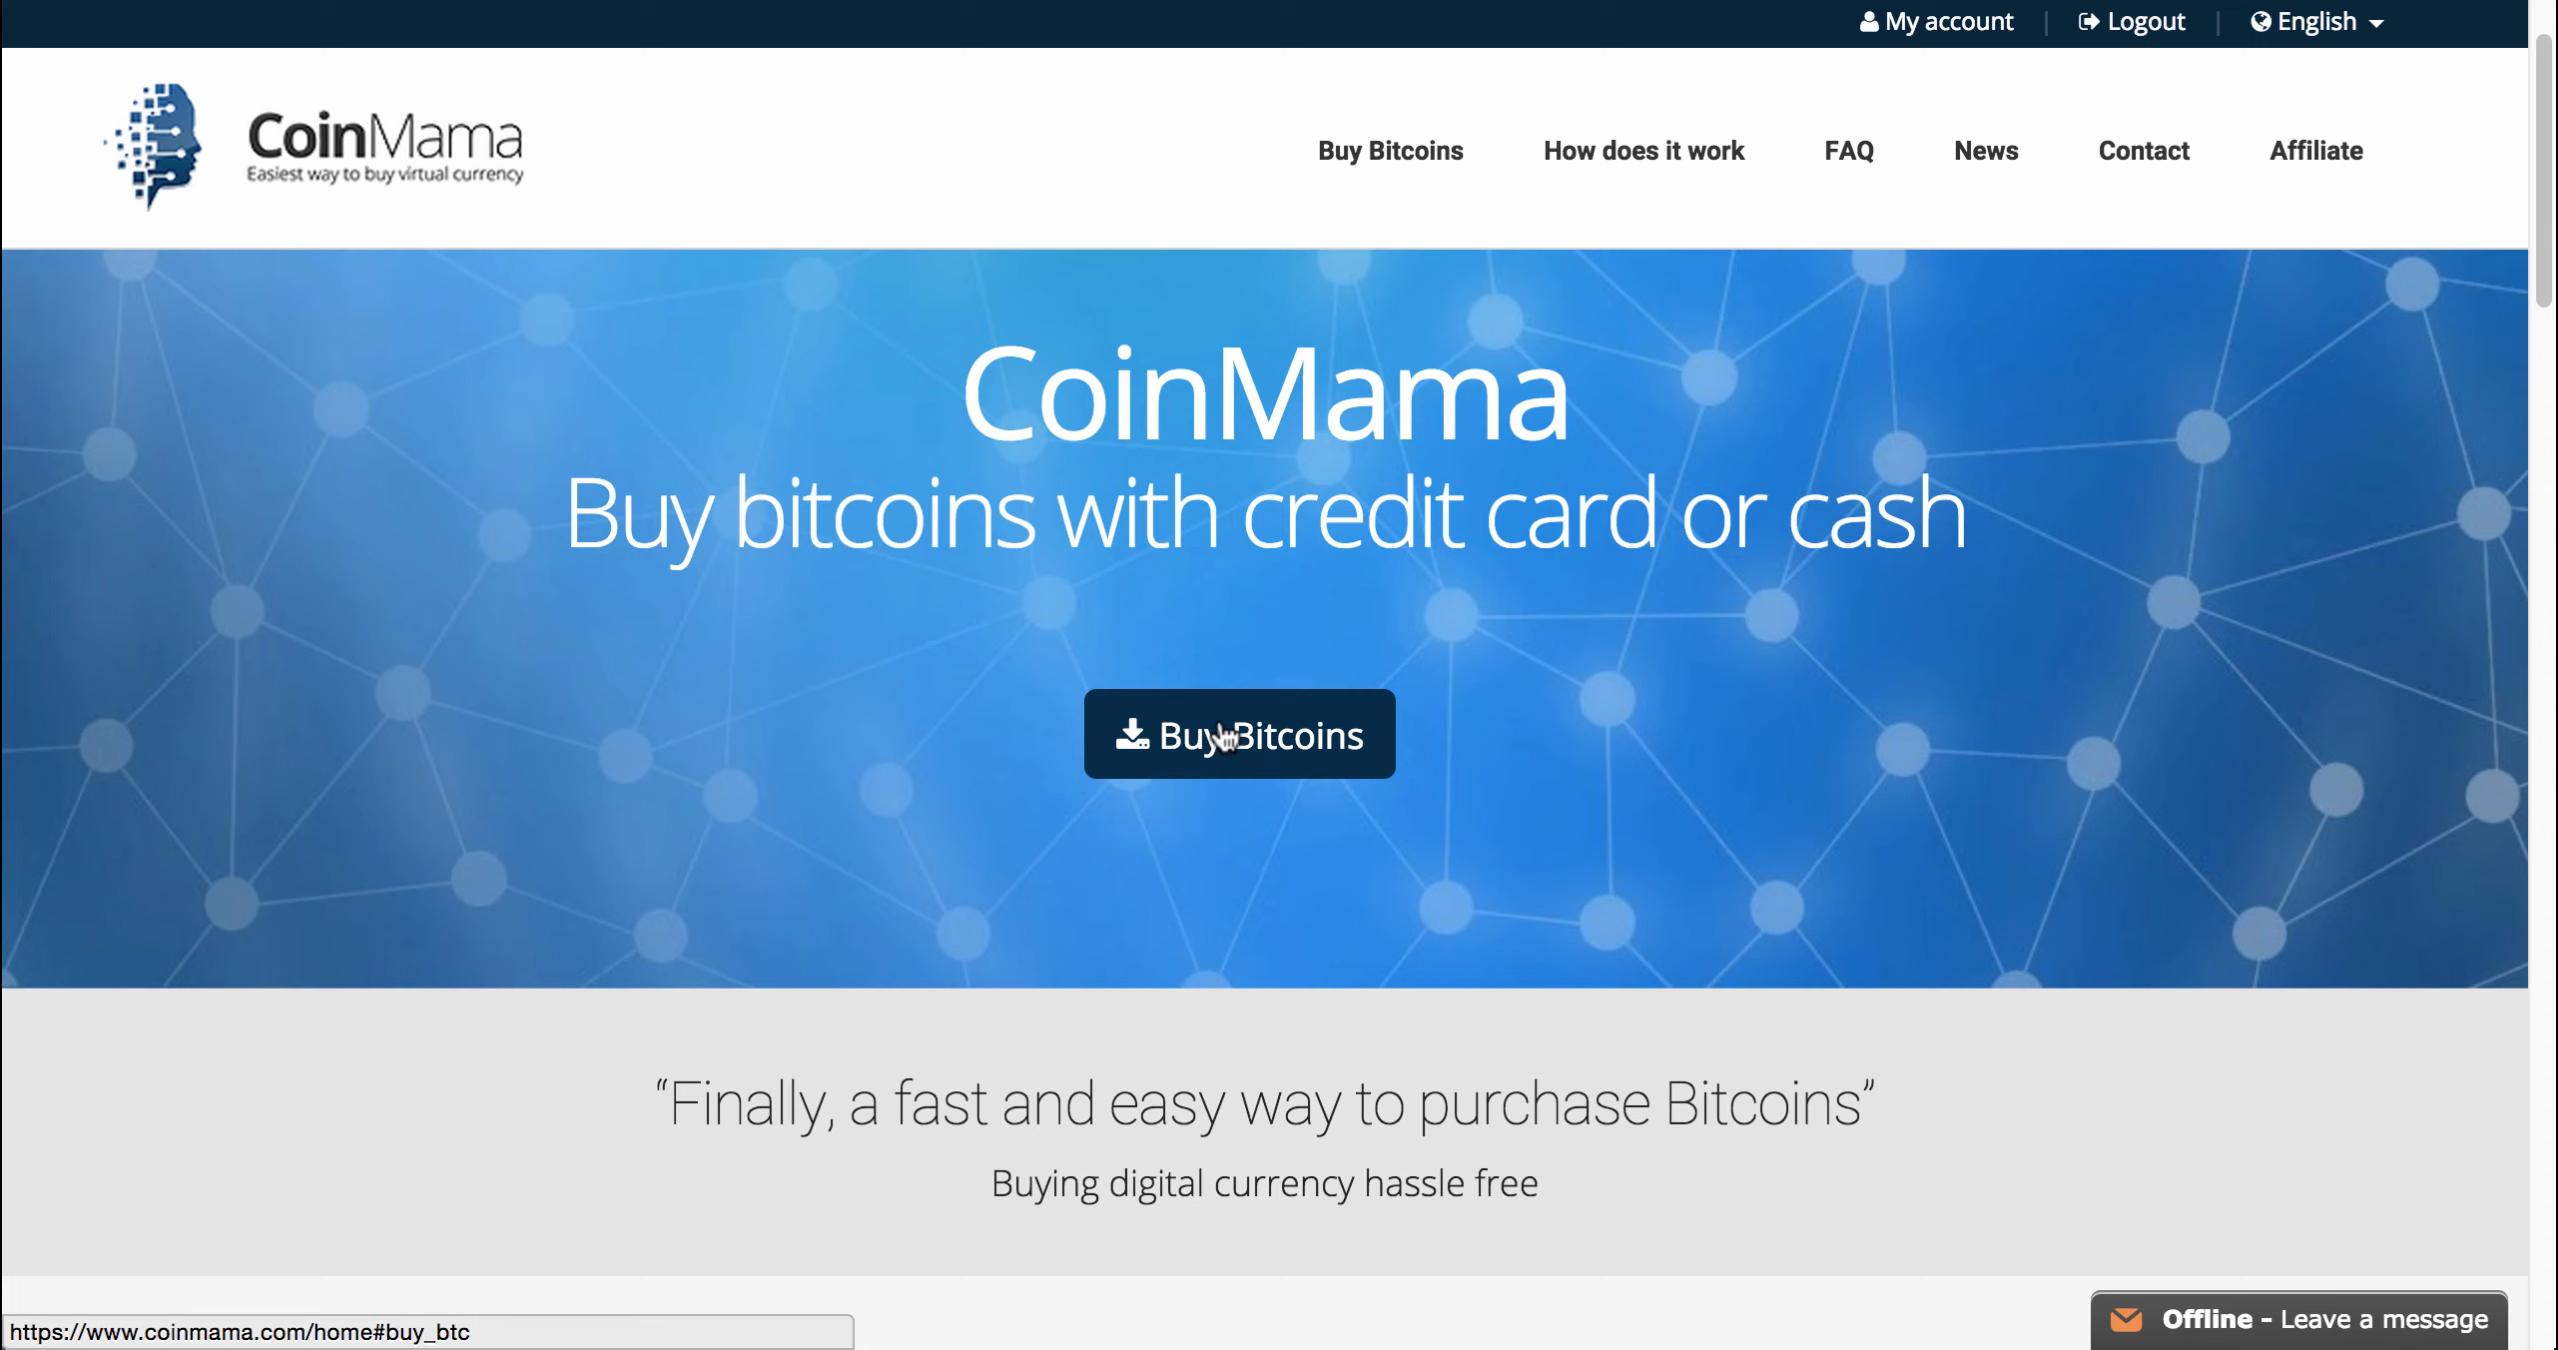 My account
Logout
English
CoinMama
Easiest way to buy virtual currency
Buy Bitcoins
How does it work
FAQ
News
Contact
Affiliate
CoinMama
Buy bitcoins with credit card or cash
Buy Bitcoins
“Finally, a fast and easy way to purchase Bitcoins”
Buying digital currency hassle free
https://www.coinmama.com/home#buy_btc
Offline - Leave a message